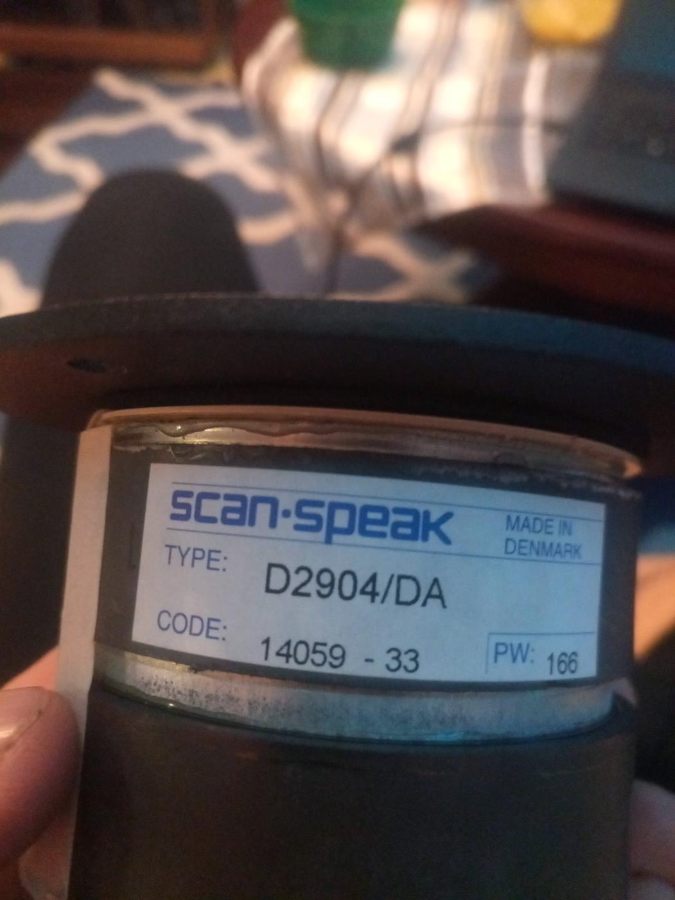 scan·speak
MADE IN
DENMARK
TYPE: D2904/DA
CODE: 14059 - 33
PW: 166